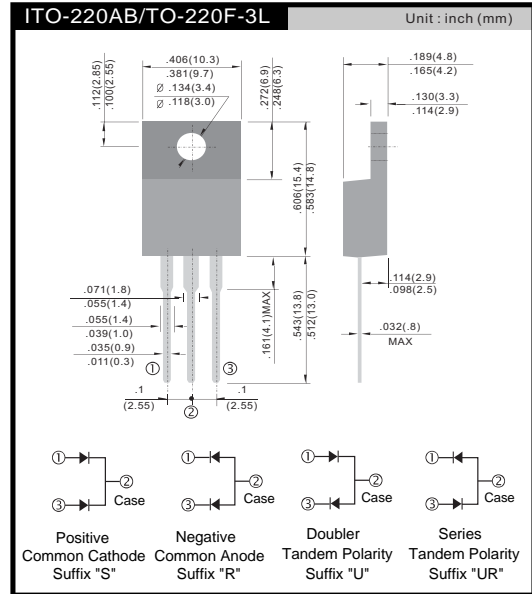 ITO-220AB/TO-220F-3L
Unit : inch (mm)
.406(10.3)
.381(9.7)
Ø .134(3.4)
Ø .118(3.0)
.112(2.85)
.100(2.55)
.272(6.9)
.248(6.3)
.189(4.8)
.165(4.2)
.130(3.3)
.114(2.9)
.606(15.4)
.583(14.8)
.071(1.8)
.055(1.4)
.055(1.4)
.039(1.0)
.035(0.9)
.011(0.3)
.161(4.1)MAX
.543(13.8)
.512(13.0)
.114(2.9)
.098(2.5)
.032(.8)
MAX
① ③
.1 .1
(2.55) (2.55)
②
① ① ① ①
② ② ② ②
Case Case Case Case
③ ③ ③ ③
Positive Negative Doubler Series
Common Cathode Common Anode Tandem Polarity Tandem Polarity
Suffix "S" Suffix "R" Suffix "U" Suffix "UR"